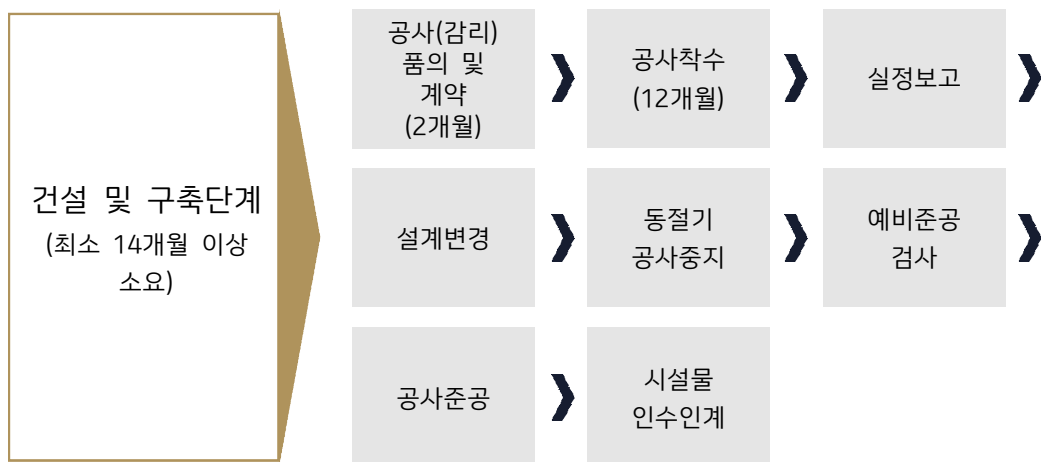 건설 및 구축단계
(최소 14개월 이상
소요)
공사(감리)
품의 및
계약
(2개월)
공사착수
(12개월)
실정보고
설계변경
동절기
공사중지
예비준공
검사
공사준공
시설물
인수인계